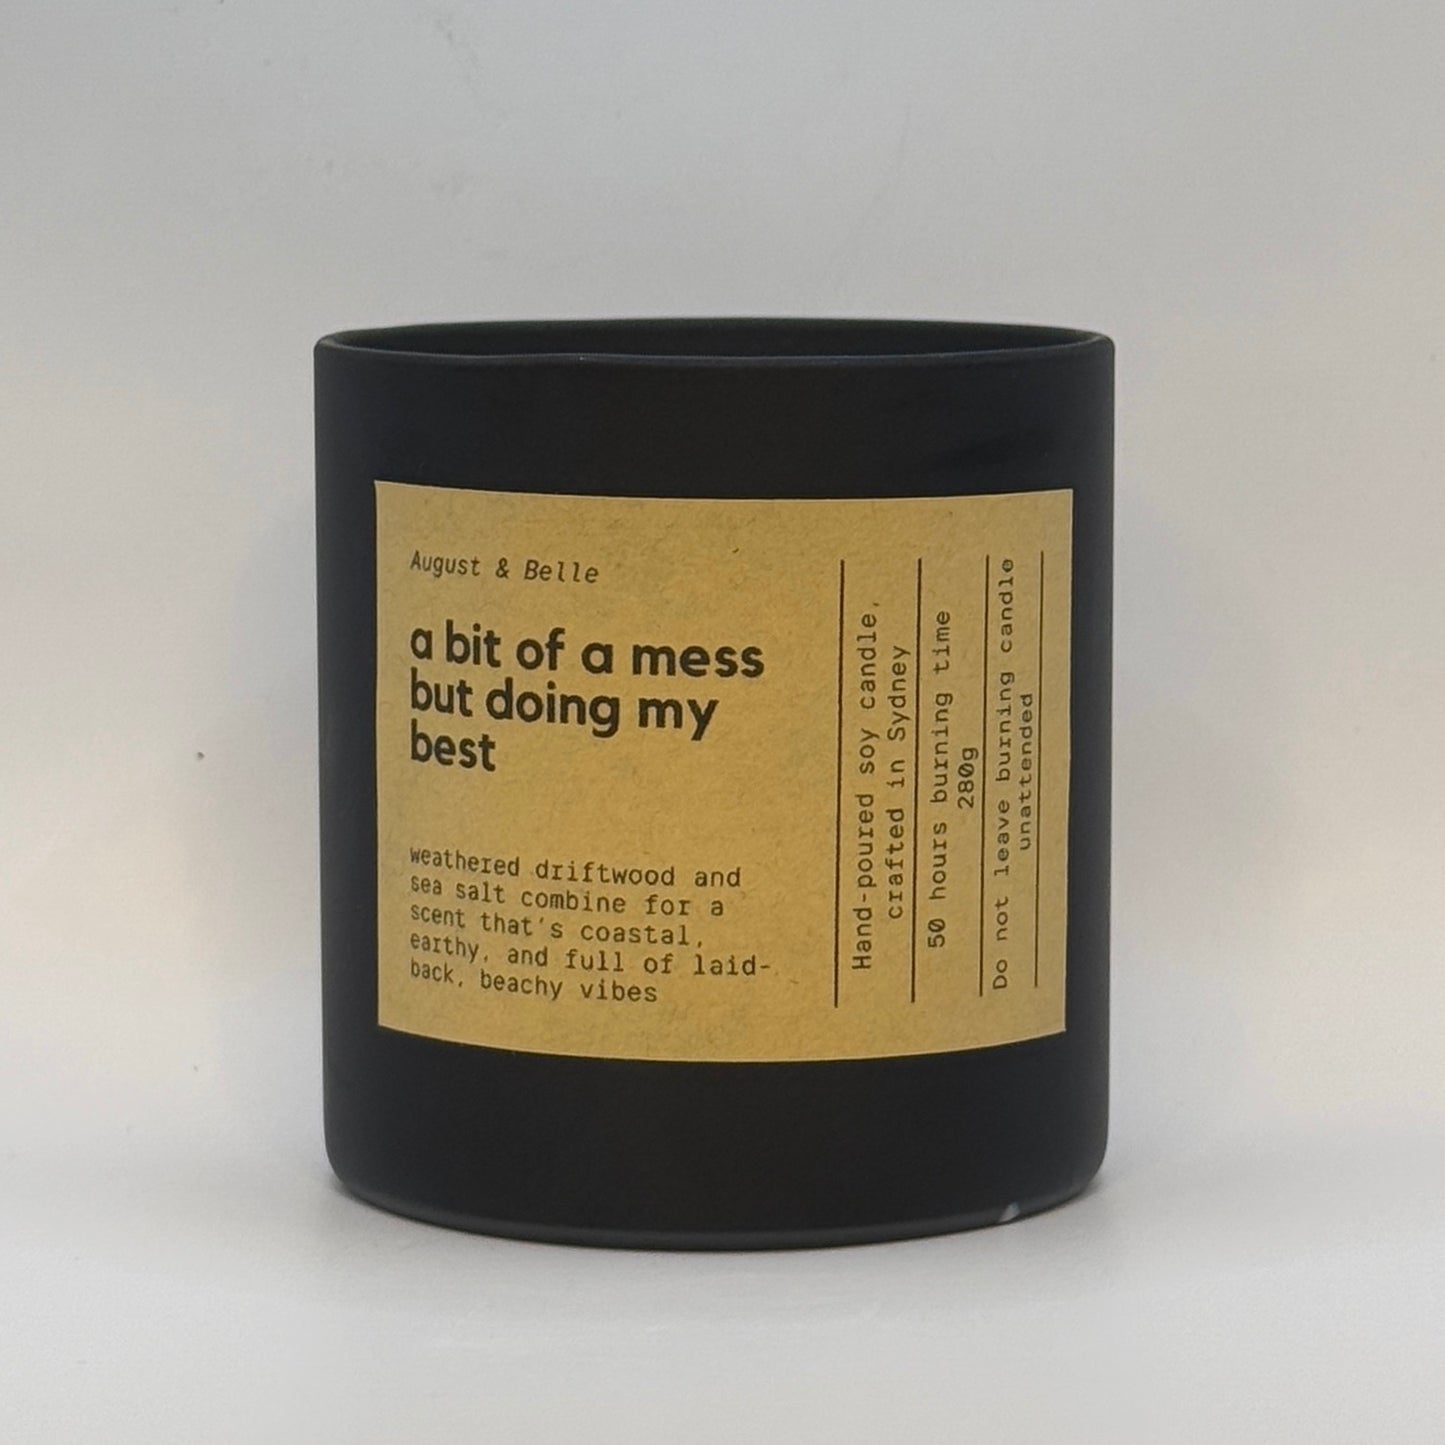 August & Belle
a bit of a mess
but doing my
best
weathered driftwood and
sea salt combine for a
scent that's coastal,
earthy, and full of laid-
back, beachy vibes
Hand-poured soy candle,
crafted in Sydney
50 hours burning time
280g
Do not leave burning candle
unattended